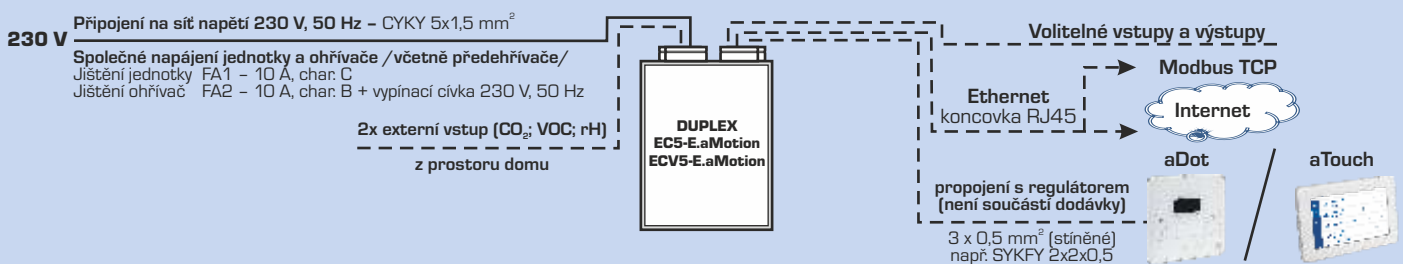 Připojení na síť napětí 230 V, 50 Hz – CYKY 5x1,5 mm²
230 V
Společné napájení jednotky a ohřívače /včetně předehřívače/
Jištění jednotky FA1 – 10 A, char. C
Jištění ohřívač FA2 – 10 A, char. B + vypínací cívka 230 V, 50 Hz
2x externí vstup (CO₂; VOC; rH)
z prostoru domu
DUPLEX
EC5-E.aMotion
ECV5-E.aMotion
Volitelné vstupy a výstupy
Modbus TCP
Ethernet
koncovka RJ45
Internet
aDot
aTouch
propojení s regulátorem
(není součástí dodávky)
3 x 0,5 mm² (stíněné)
např. SYKFY 2x2x0,5